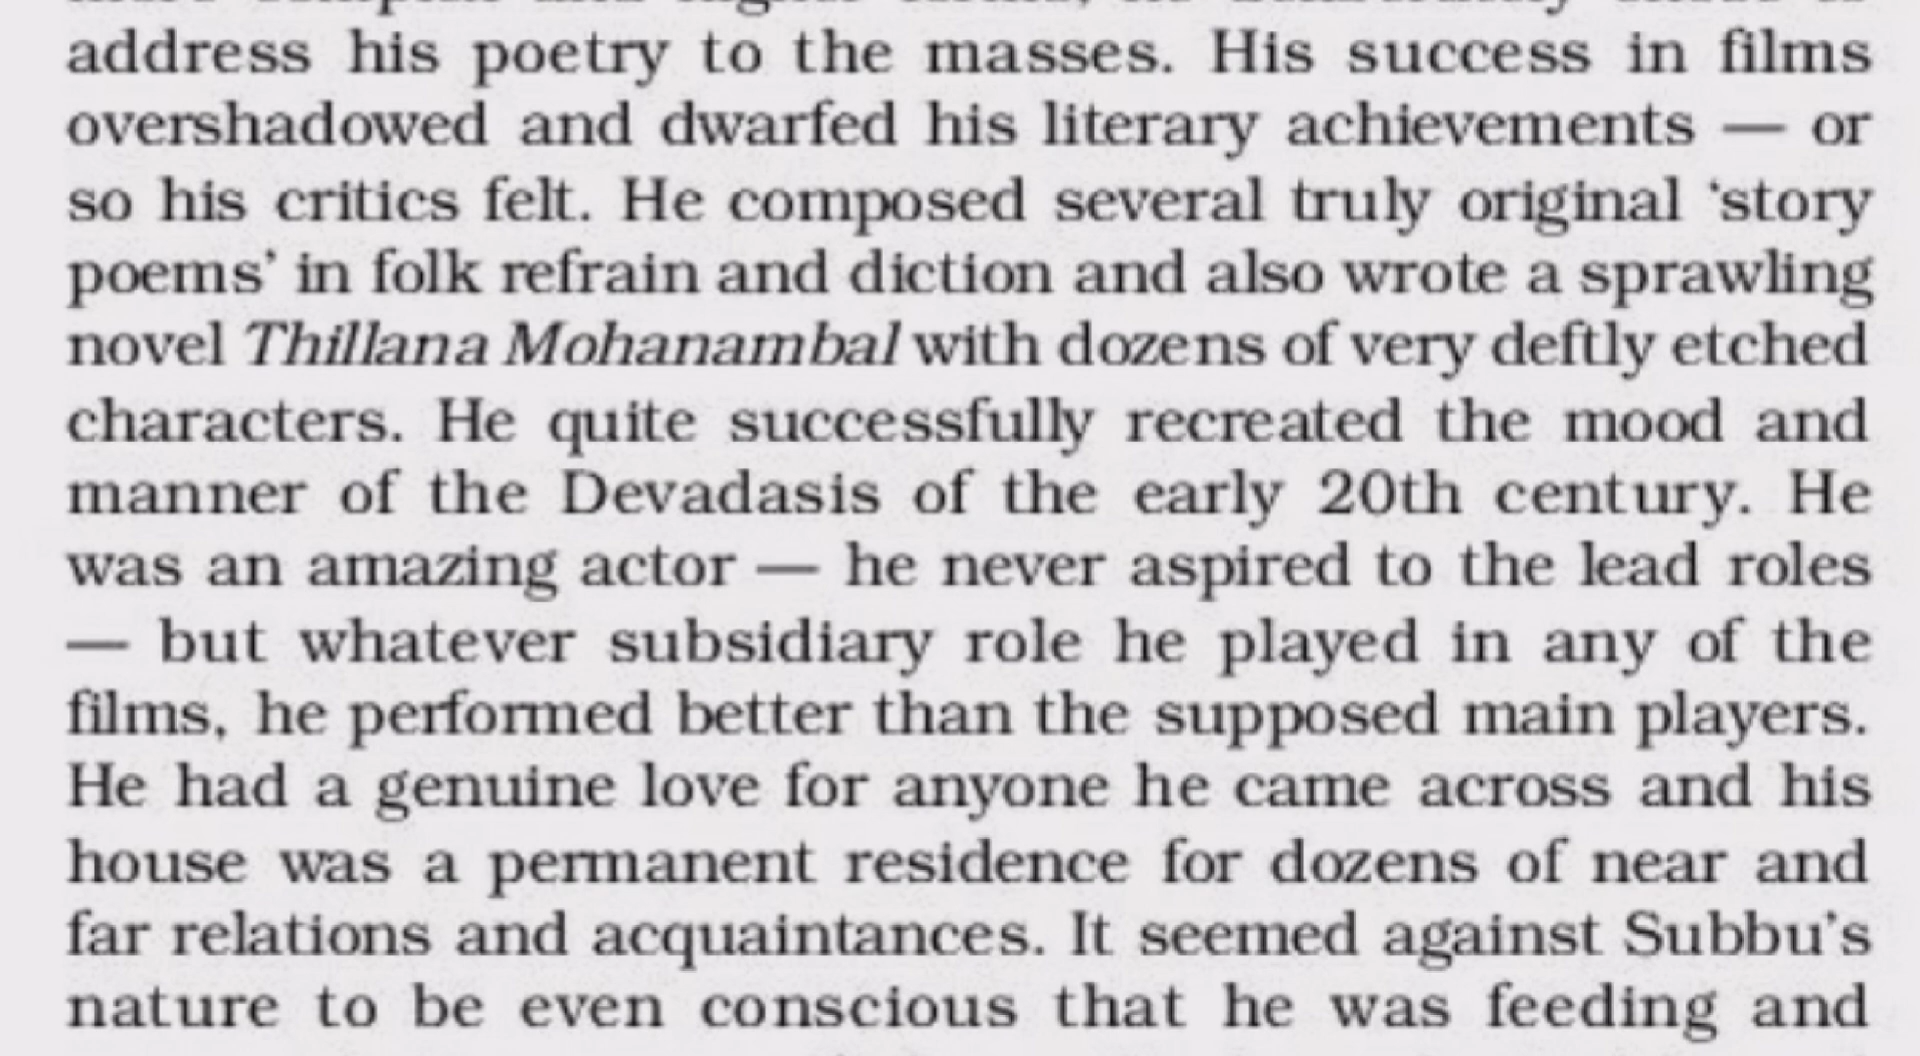 address his poetry to the masses. His success in films
overshadowed and dwarfed his literary achievements — or
so his critics felt. He composed several truly original ‘story
poems’ in folk refrain and diction and also wrote a sprawling
novel Thillana Mohanambal with dozens of very deftly etched
characters. He quite successfully recreated the mood and
manner of the Devadasis of the early 20th century. He
was an amazing actor — he never aspired to the lead roles
— but whatever subsidiary role he played in any of the
films, he performed better than the supposed main players.
He had a genuine love for anyone he came across and his
house was a permanent residence for dozens of near and
far relations and acquaintances. It seemed against Subbu’s
nature to be even conscious that he was feeding and